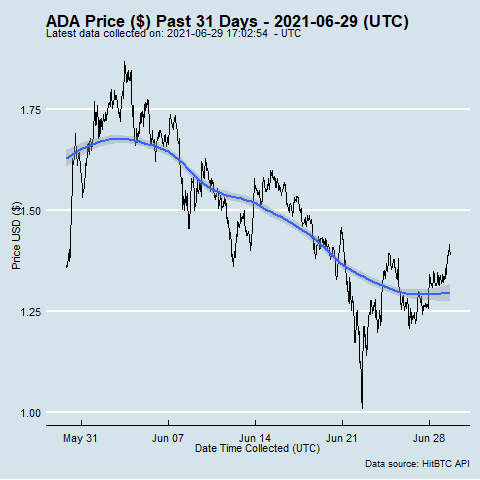 ADA Price ($) Past 31 Days - 2021-06-29 (UTC)
Latest data collected on: 2021-06-29 17:02:54 - UTC
Price USD ($)
1.75
1.50
1.25
1.00
May 31
Jun 07
Jun 14
Jun 21
Jun 28
Date Time Collected (UTC)
Data source: HitBTC API